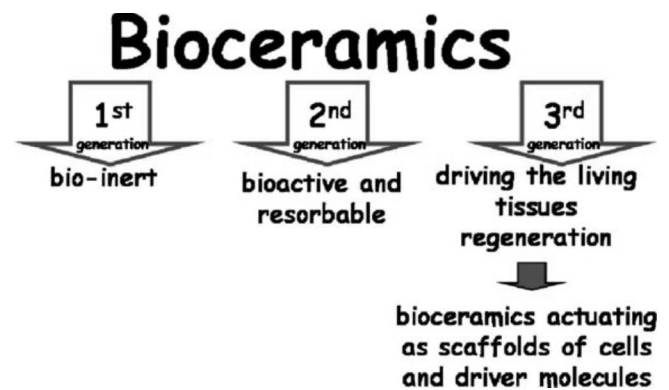 Bioceramics
1st
generation
bio-inert
2nd
generation
bioactive and
resorbable
3rd
generation
driving the living
tissues
regeneration
bioceramics actuating
as scaffolds of cells
and driver molecules